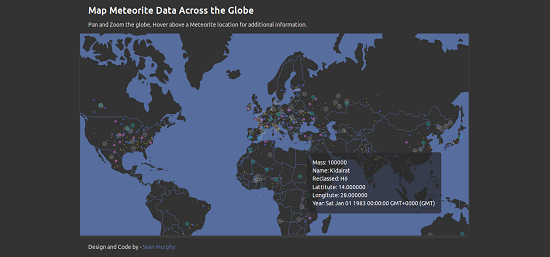 Map Meteorite Data Across the Globe
Pan and Zoom the globe, Hover above a Meteorite location for additional information.
Mass: 100000
Name: Kidairat
Reclassed: H6
Lattitute: 14.000000
Longitute: 28.000000
Year: Sat Jan 01 1983 00:00:00 GMT+0000 (GMT)
Design and Code by - Sean Murphy